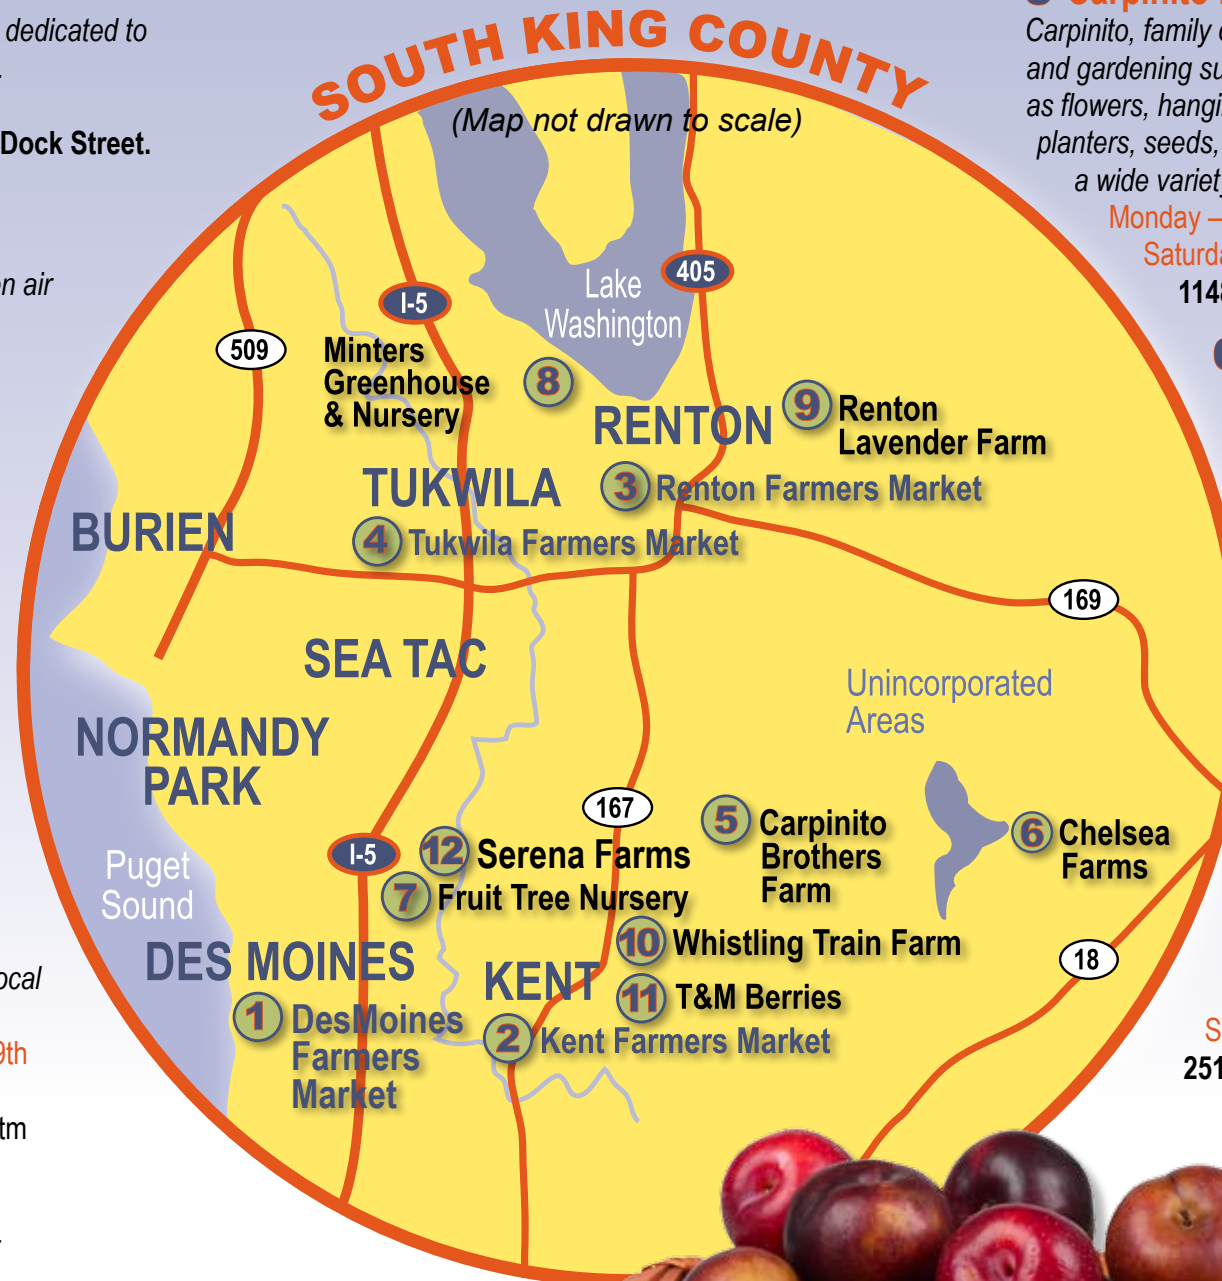 dedicated to
Dock Street.
n air
ocal
9th
tm
SOUTH KING COUNTY
(Map not drawn to scale)
Carpinito
Carpinito, family
and gardening su
as flowers, hangi
planters, seeds,
a wide variety
Monday –
Saturda
1148
S
251
Lake
Washington
405
I-5
509
Minters
Greenhouse
& Nursery
8
RENTON
9 Renton
Lavender Farm
TUKWILA
3 Renton Farmers Market
BURIEN
4 Tukwila Farmers Market
169
SEA TAC
Unincorporated
Areas
NORMANDY
PARK
167
5 Carpinito
Brothers
Farm
6 Chelsea
Farms
I-5
12 Serena Farms
Puget
Sound
7 Fruit Tree Nursery
10 Whistling Train Farm
18
DES MOINES
KENT
11 T&M Berries
1 DesMoines
Farmers
Market
2 Kent Farmers Market